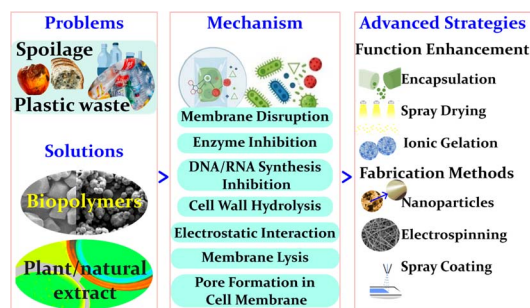 Problems
Spoilage
Plastic waste
Solutions
Biopolymers
Plant/natural
extract
>
Mechanism
Membrane Disruption
Enzyme Inhibition
DNA/RNA Synthesis
Inhibition
Cell Wall Hydrolysis
Electrostatic Interaction
Membrane Lysis
Pore Formation in
Cell Membrane
>
Advanced Strategies
Function Enhancement
Encapsulation
Spray Drying
Ionic Gelation
Fabrication Methods
Nanoparticles
Electrospinning
Spray Coating